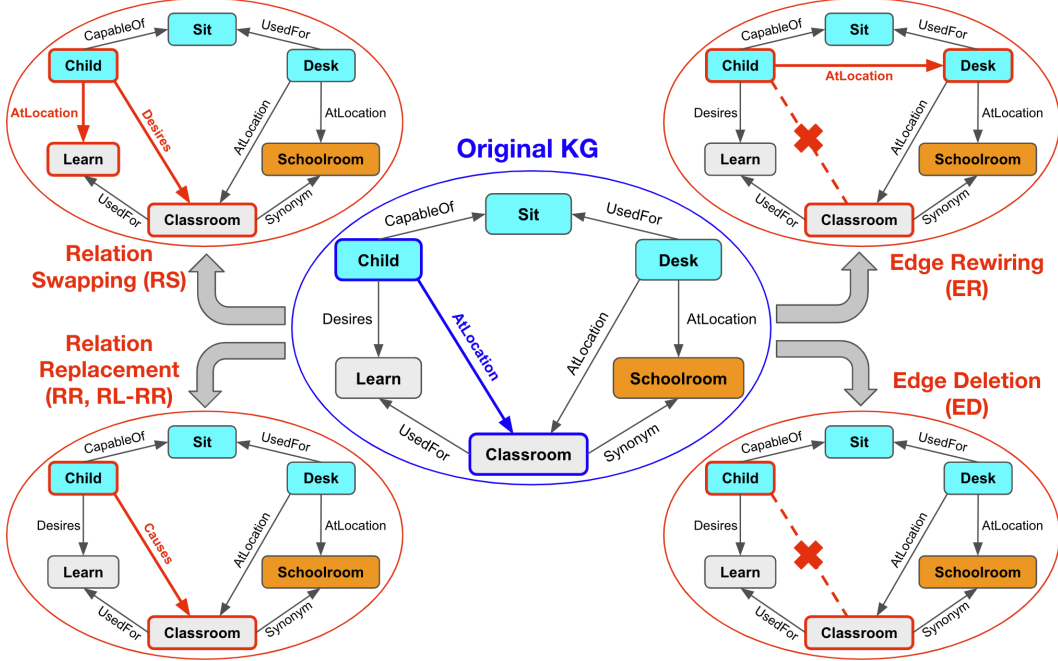 CapableOf
Sit
UsedFor
Child
Desk
AtLocation
Desires
AtLocation
AtLocation
Learn
Schoolroom
UsedFor
Classroom
Synonym
Relation
Swapping (RS)
CapableOf
Sit
UsedFor
Child
AtLocation
Desk
Desires
AtLocation
AtLocation
Learn
Schoolroom
UsedFor
Classroom
Synonym
Edge Rewiring
(ER)
Original KG
CapableOf
Sit
UsedFor
Child
Desk
Desires
AtLocation
AtLocation
AtLocation
Learn
Schoolroom
UsedFor
Classroom
Synonym
Relation
Replacement
(RR, RL-RR)
CapableOf
Sit
UsedFor
Child
Desk
Desires
Causes
AtLocation
AtLocation
Learn
Schoolroom
UsedFor
Classroom
Synonym
Edge Deletion
(ED)
CapableOf
Sit
UsedFor
Child
Desk
Desires
AtLocation
AtLocation
Learn
Schoolroom
UsedFor
Classroom
Synonym